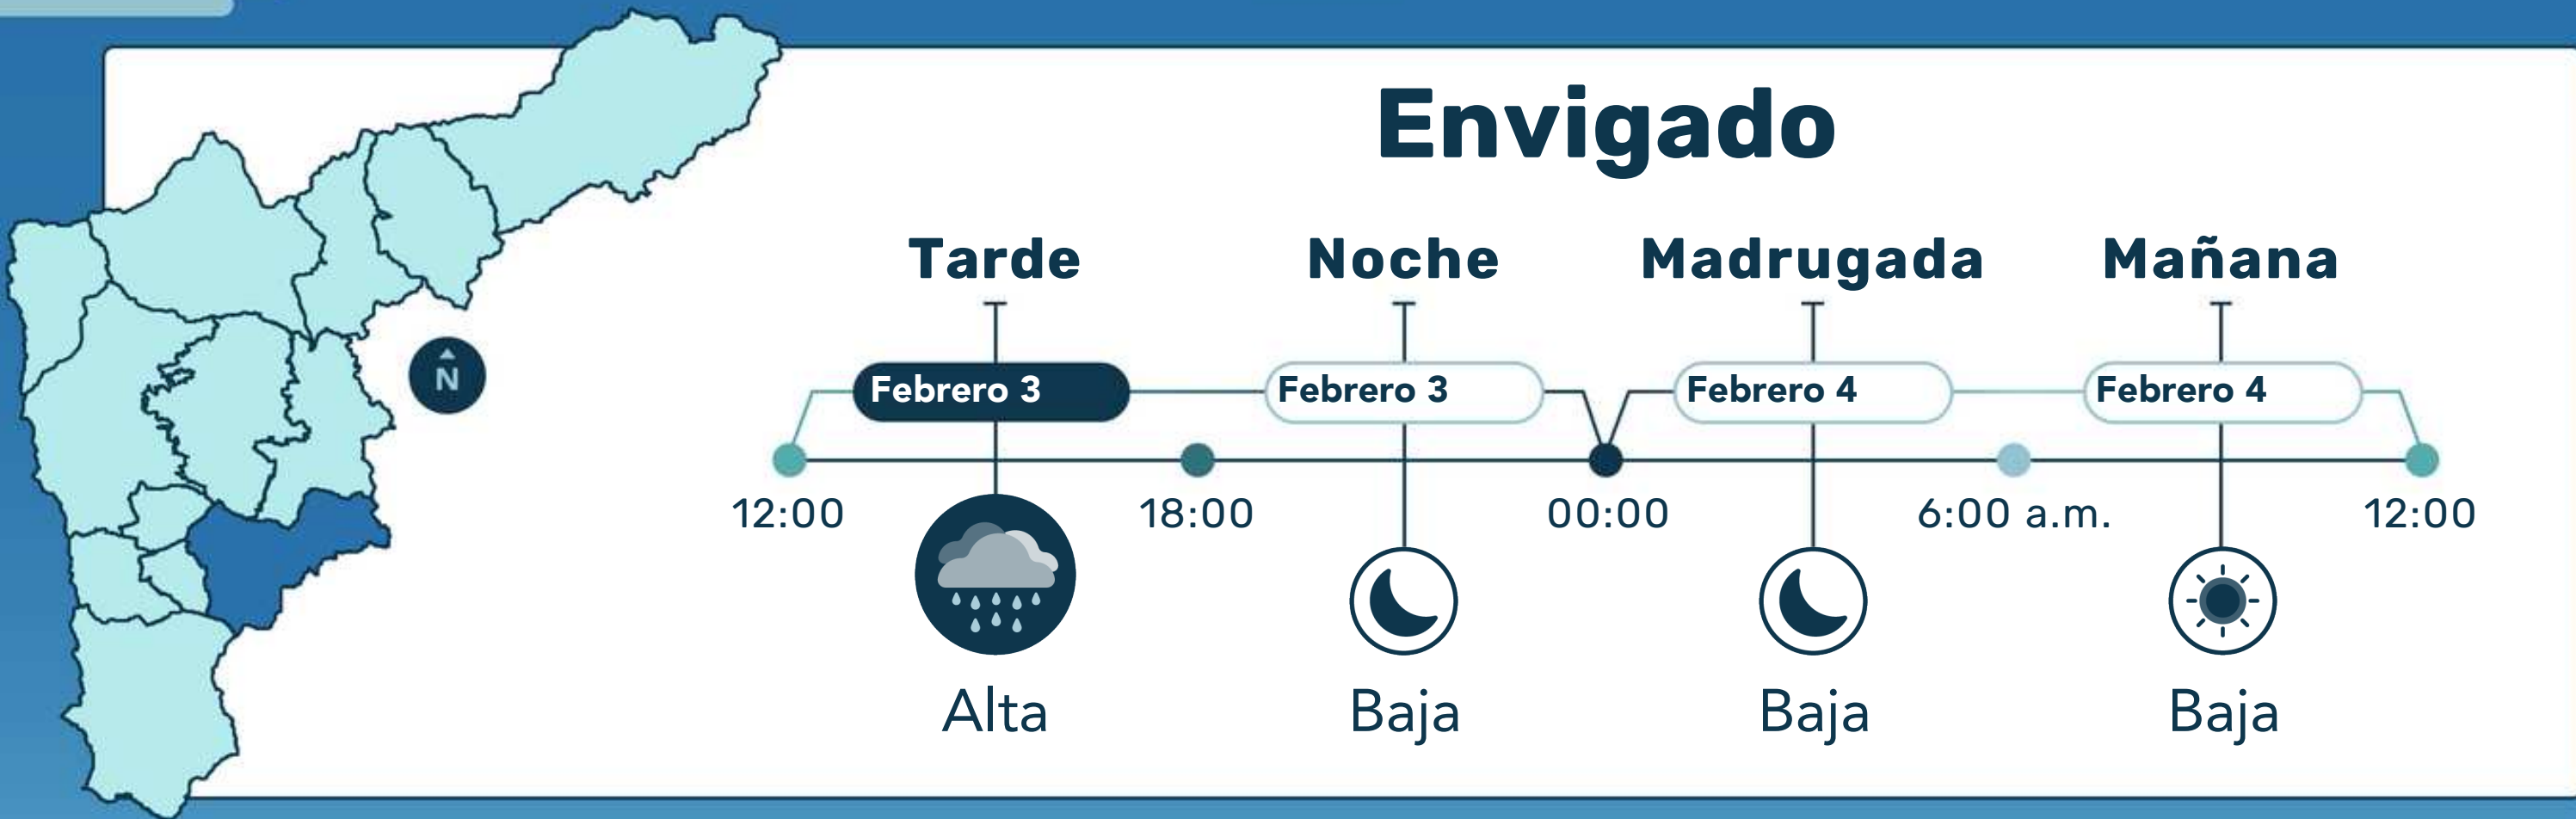 Envigado
Tarde Noche Madrugada Mañana
Febrero 3 Febrero 3 Febrero 4 Febrero 4
N
12:00 18:00 00:00 6:00 a.m. 12:00
Alta Baja Baja Baja